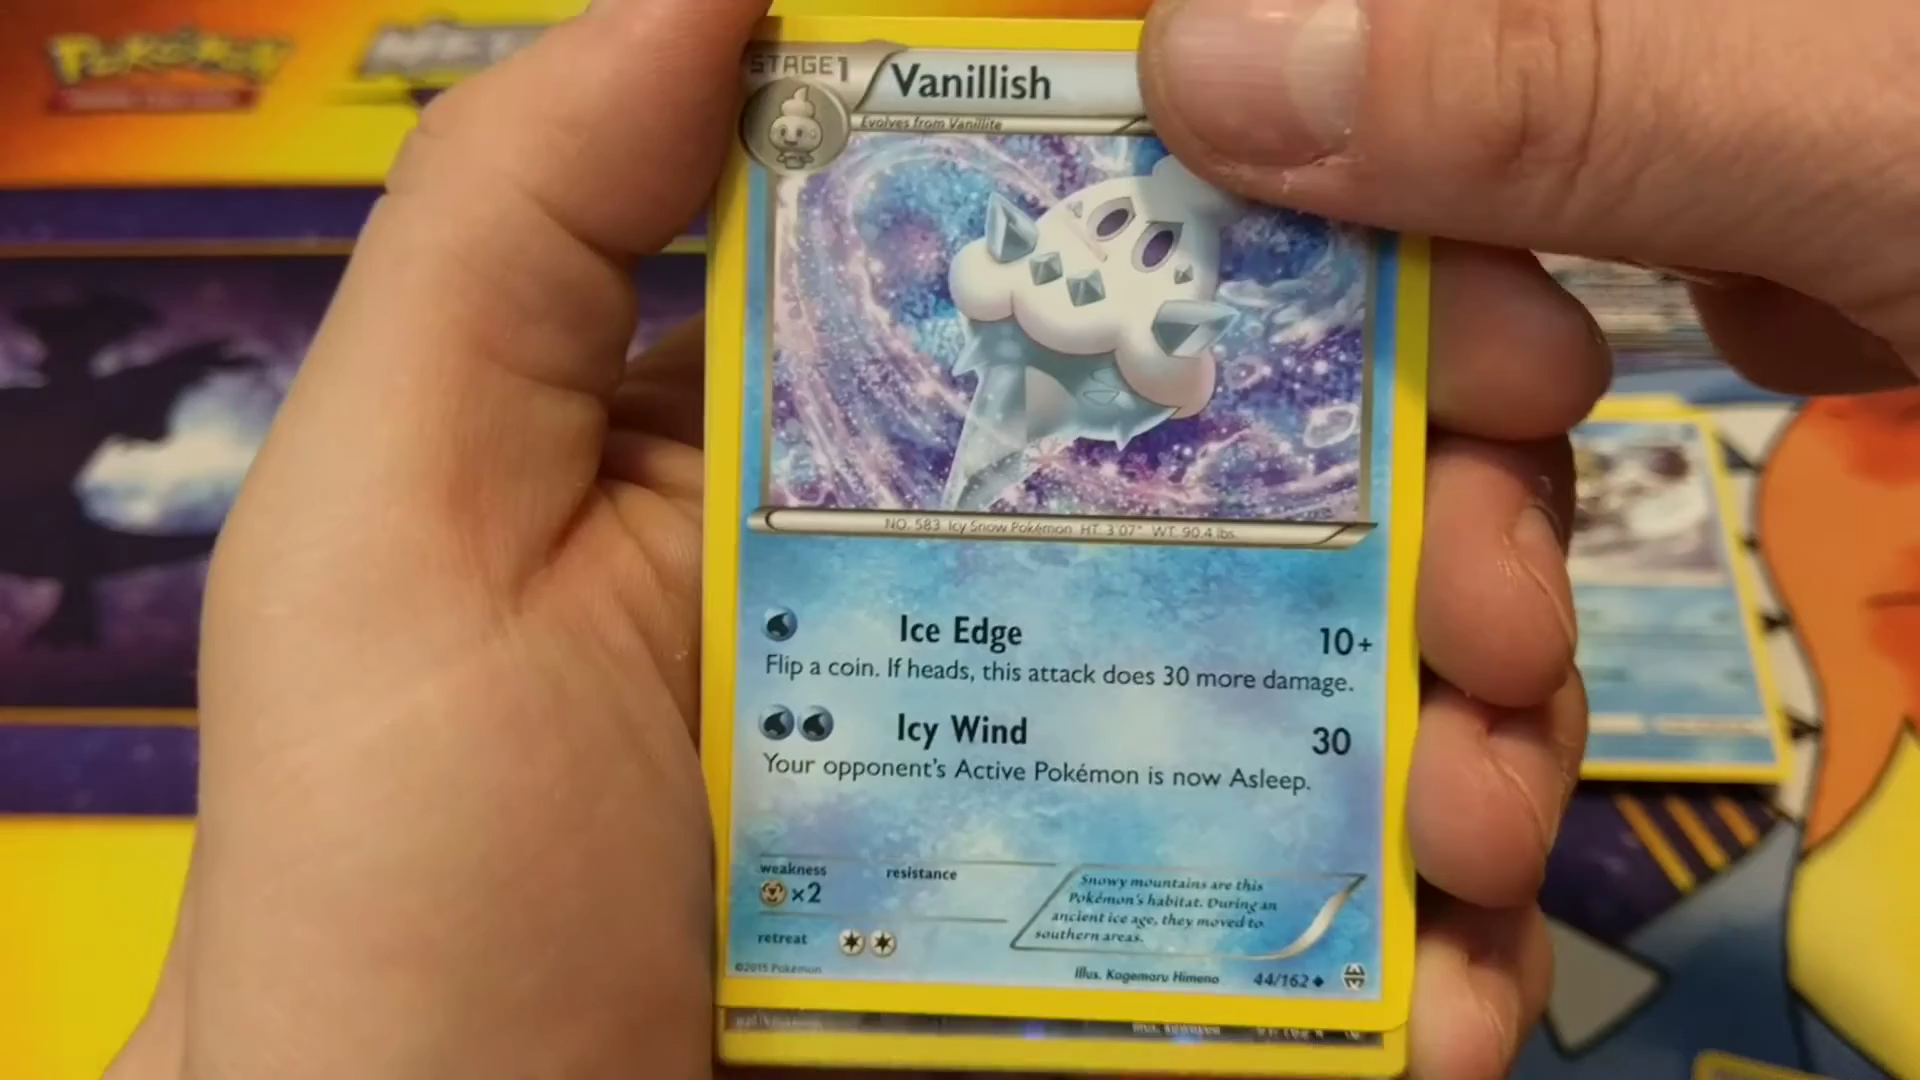 Pokémon
STAGE1
Vanillish
Evolves from Vanillite
NO. 583 Icy Snow Pokémon HT. 3'07" WT. 90.4 lbs.
Ice Edge 10+
Flip a coin. If heads, this attack does 30 more damage.
Icy Wind 30
Your opponent's Active Pokémon is now Asleep.
weakness resistance
×2
retreat
Snowy mountains are this
Pokémon's habitat. During an
ancient ice age, they moved to
southern areas.
©2015 Pokémon
Illus. Kagemaru Himeno 44/162